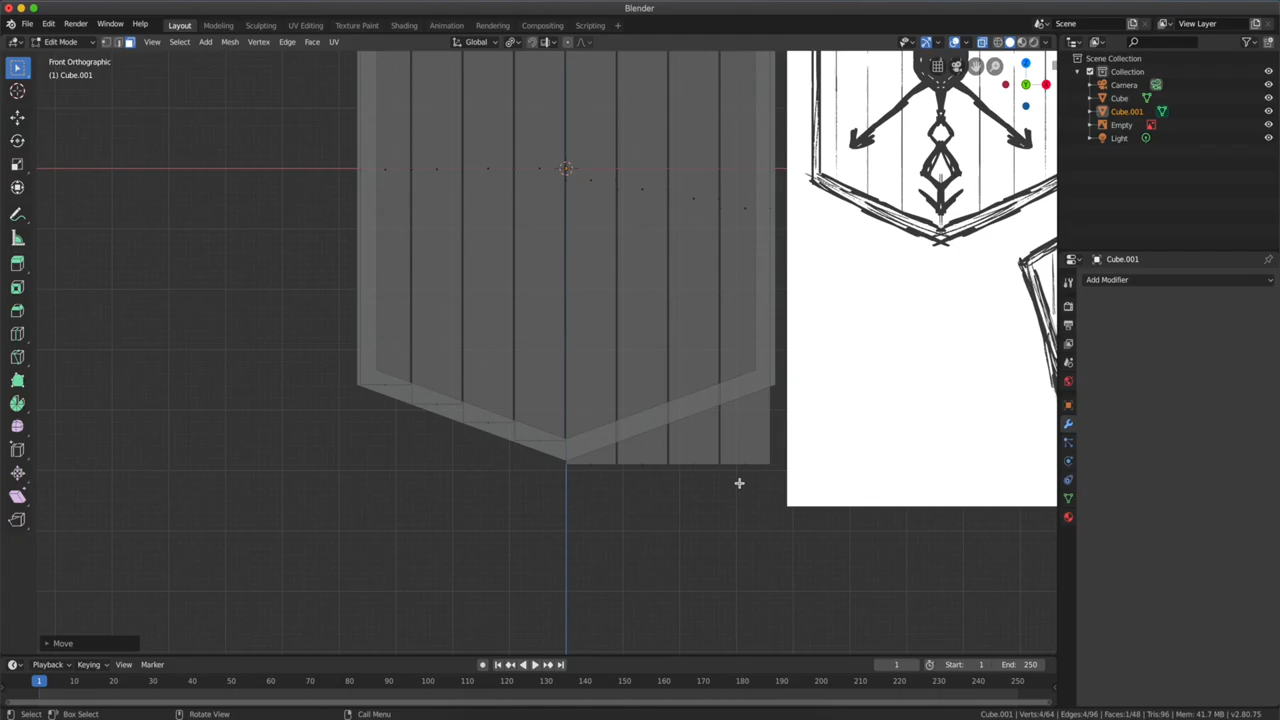 Blender
File Edit Render Window Help
Layout Modeling Sculpting UV Editing Texture Paint Shading Animation Rendering Compositing Scripting +
Scene View Layer
Edit Mode View Select Add Mesh Vertex Edge Face UV Global
Front Orthographic
(1) Cube.001
Scene Collection
Collection
Camera
Cube
Cube.001
Empty
Light
Cube.001
Add Modifier
Move
Playback Keying View Marker 1 Start: 1 End: 250
1 10 20 30 40 50 60 70 80 90 100 110 120 130 140 150 160 170 180 190 200 210 220 230 240 250
Select Box Select Rotate View Call Menu Cube.001 | Verts:4/64 | Edges:4/96 | Faces:1/48 | Tris:96 | Mem: 41.7 MB | v2.80.75